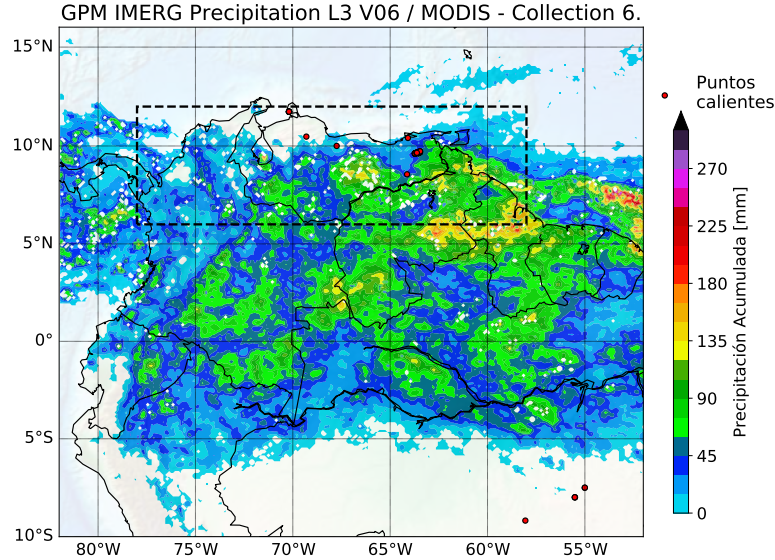 GPM IMERG Precipitation L3 V06 / MODIS - Collection 6.
15°N
10°N
5°N
0°
5°S
10°S
80°W
75°W
70°W
65°W
60°W
55°W
Puntos
calientes
270
225
180
135
90
45
0
Precipitación Acumulada [mm]